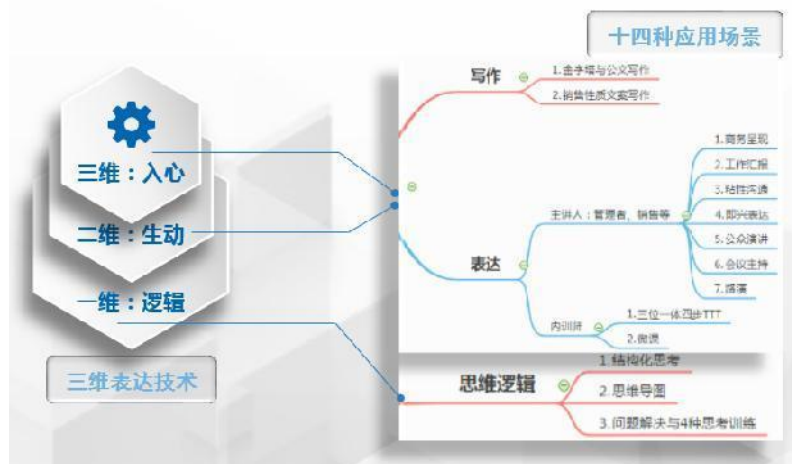 十四种应用场景
三维：入心
二维：生动
一维：逻辑
三维表达技术
写作
1.金字塔与公文写作
2.销售性质文案写作
表达
主讲人：管理者、销售等
1.商务呈现
2.工作汇报
3.粘性沟通
4.即兴表达
5.公众演讲
6.会议主持
7.路演
内训师
1.三位一体四步TTT
2.微课
思维逻辑
1.结构化思考
2.思维导图
3.问题解决与4种思考训练